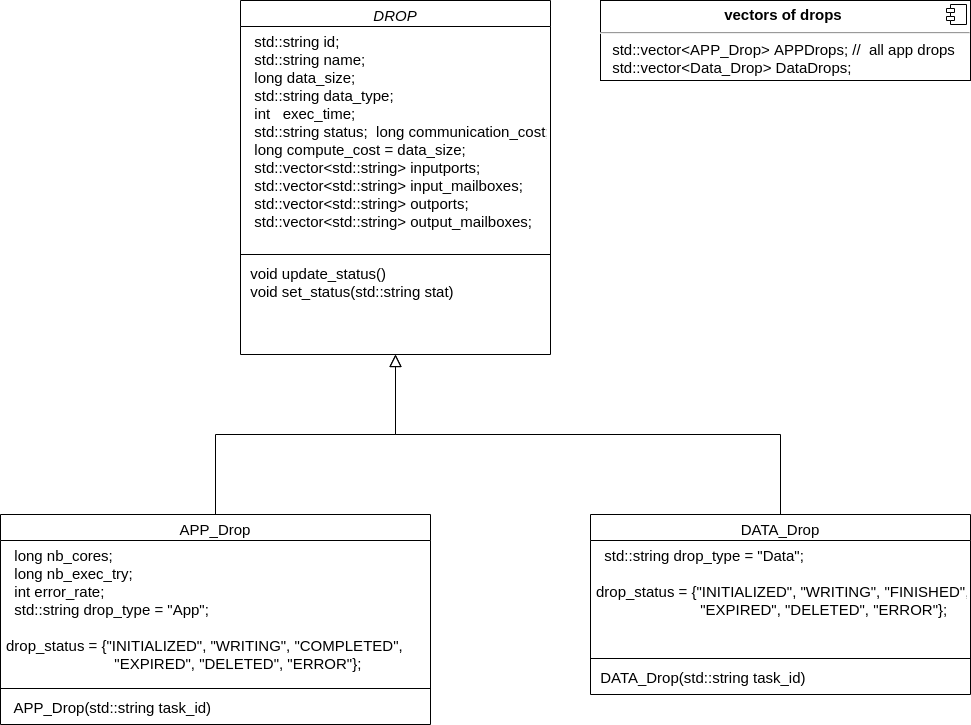 DROP
std::string id;
std::string name;
long data_size;
std::string data_type;
int   exec_time;
std::string status;  long communication_cost
long compute_cost = data_size;
std::vector<std::string> inputports;
std::vector<std::string> input_mailboxes;
std::vector<std::string> outports;
std::vector<std::string> output_mailboxes;
void update_status()
void set_status(std::string stat)
vectors of drops
std::vector<APP_Drop> APPDrops; //  all app drops
std::vector<Data_Drop> DataDrops;
APP_Drop
long nb_cores;
long nb_exec_try;
int error_rate;
std::string drop_type = "App";
drop_status = {"INITIALIZED", "WRITING", "COMPLETED",
"EXPIRED", "DELETED", "ERROR"};
APP_Drop(std::string task_id)
DATA_Drop
std::string drop_type = "Data";
drop_status = {"INITIALIZED", "WRITING", "FINISHED",
"EXPIRED", "DELETED", "ERROR"};
DATA_Drop(std::string task_id)